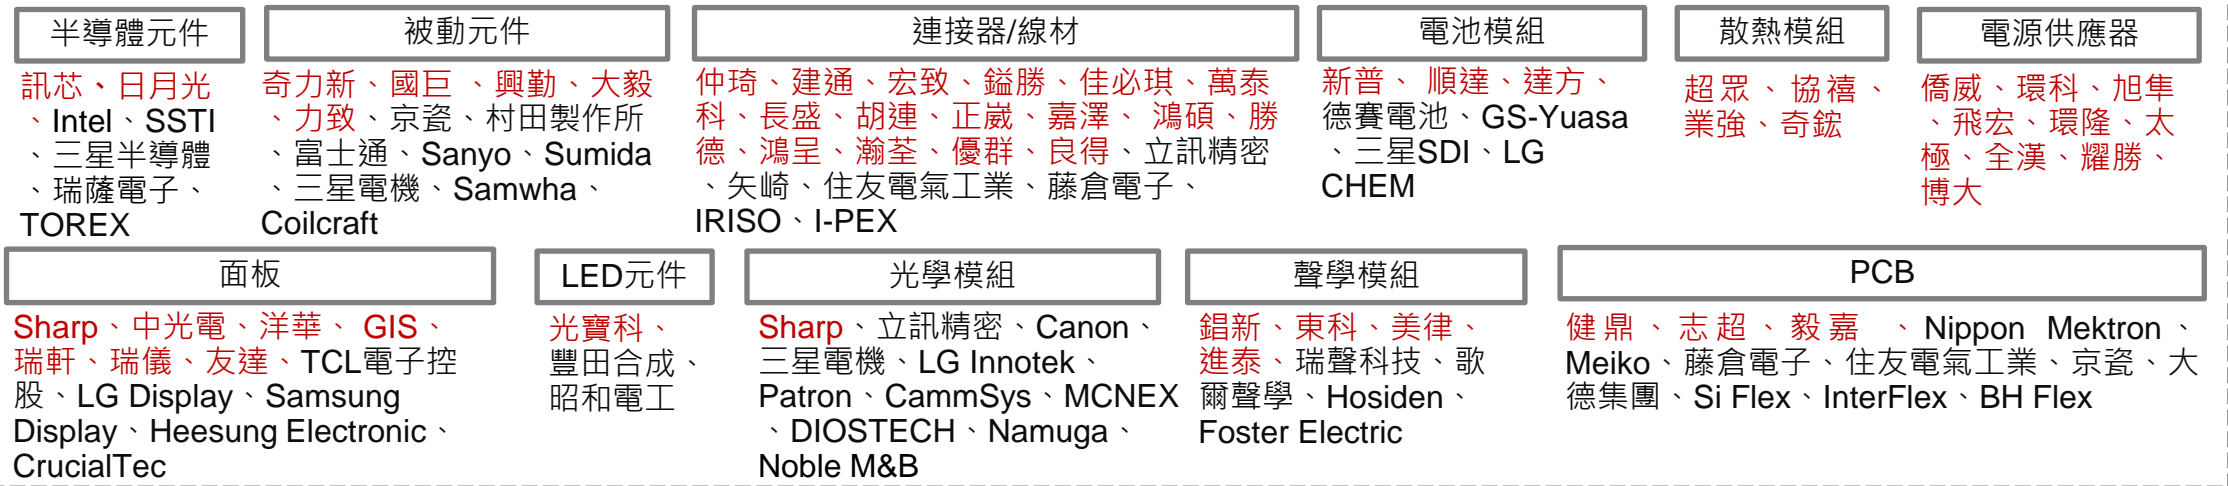 半導體元件
訊芯、日月光
、Intel、SSTI
、三星半導體
、瑞薩電子、
TOREX
被動元件
奇力新、國巨 、興勤、大毅
、力致、京瓷、村田製作所
、富士通、Sanyo、Sumida
、三星電機、Samwha、
Coilcraft
連接器/線材
仲琦、建通、宏致、鎰勝、佳必琪、萬泰
科、長盛、胡連、正崴、嘉澤、 鴻碩、勝
德、鴻呈、瀚荃、優群、良得、立訊精密
、矢崎、住友電氣工業、藤倉電子、
IRISO、I-PEX
電池模組
新普、 順達、達方、
德賽電池、GS-Yuasa
、三星SDI、LG
CHEM
散熱模組
超眾、協禧、
業強、奇鋐
電源供應器
僑威、環科、旭隼
、飛宏、環隆、太
極、全漢、耀勝、
博大
面板
Sharp、中光電、洋華、 GIS、
瑞軒、瑞儀、友達、TCL電子控
股、LG Display、Samsung
Display、Heesung Electronic、
CrucialTec
LED元件
光寶科、
豐田合成、
昭和電工
光學模組
Sharp、立訊精密、Canon、
三星電機、LG Innotek、
Patron、CammSys、MCNEX
、DIOSTECH、Namuga、
Noble M&B
聲學模組
錩新、東科、美律、
進泰、瑞聲科技、歌
爾聲學、Hosiden、
Foster Electric
PCB
健鼎、志超、毅嘉 、Nippon Mektron、
Meiko、藤倉電子、住友電氣工業、京瓷、大
德集團、Si Flex、InterFlex、BH Flex